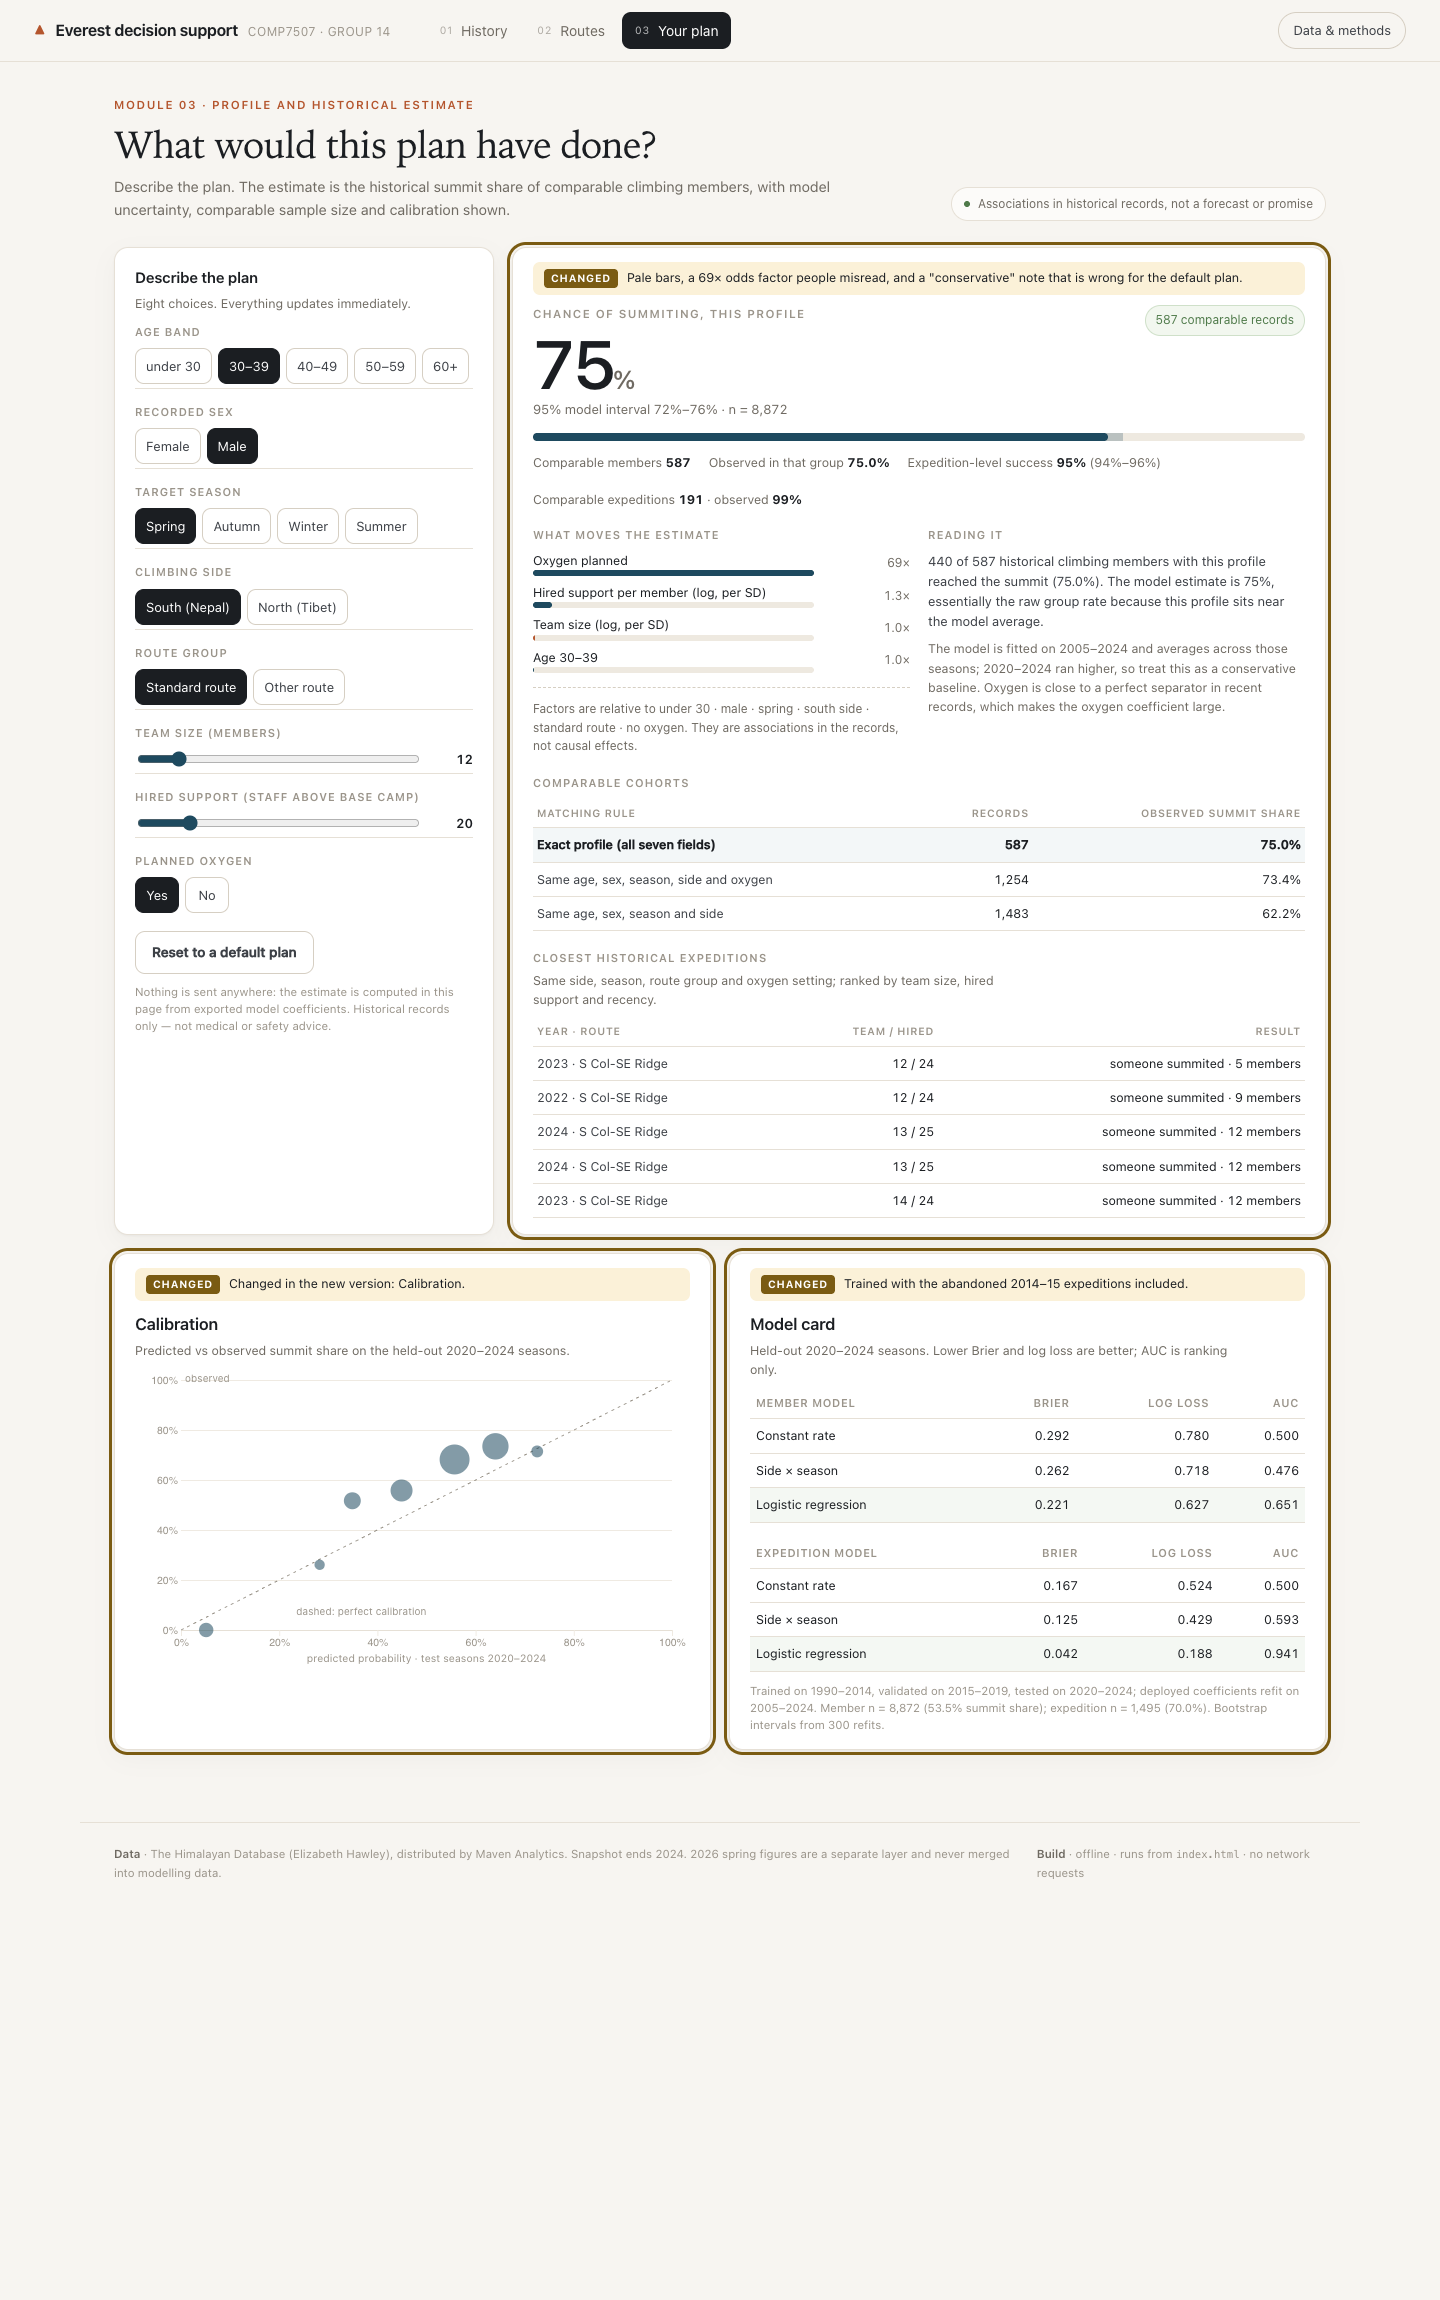 ▲ Everest decision support COMP7507 · GROUP 14 01 History 02 Routes 03 Your plan Data & methods
MODULE 03 · PROFILE AND HISTORICAL ESTIMATE
What would this plan have done?
Describe the plan. The estimate is the historical summit share of comparable climbing members, with model
uncertainty, comparable sample size and calibration shown.
Associations in historical records, not a forecast or promise
Describe the plan
Eight choices. Everything updates immediately.
AGE BAND
under 30 30–39 40–49 50–59 60+
RECORDED SEX
Female Male
TARGET SEASON
Spring Autumn Winter Summer
CLIMBING SIDE
South (Nepal) North (Tibet)
ROUTE GROUP
Standard route Other route
TEAM SIZE (MEMBERS)
12
HIRED SUPPORT (STAFF ABOVE BASE CAMP)
20
PLANNED OXYGEN
Yes No
Reset to a default plan
Nothing is sent anywhere: the estimate is computed in this
page from exported model coefficients. Historical records
only — not medical or safety advice.
CHANGED Pale bars, a 69× odds factor people misread, and a "conservative" note that is wrong for the default plan.
CHANCE OF SUMMITING, THIS PROFILE
587 comparable records
75%
95% model interval 72%–76% · n = 8,872
Comparable members 587 Observed in that group 75.0% Expedition-level success 95% (94%–96%)
Comparable expeditions 191 · observed 99%
WHAT MOVES THE ESTIMATE
Oxygen planned 69×
Hired support per member (log, per SD) 1.3×
Team size (log, per SD) 1.0×
Age 30–39 1.0×
Factors are relative to under 30 · male · spring · south side ·
standard route · no oxygen. They are associations in the records,
not causal effects.
READING IT
440 of 587 historical climbing members with this profile
reached the summit (75.0%). The model estimate is 75%,
essentially the raw group rate because this profile sits near
the model average.
The model is fitted on 2005–2024 and averages across those
seasons; 2020–2024 ran higher, so treat this as a conservative
baseline. Oxygen is close to a perfect separator in recent
records, which makes the oxygen coefficient large.
COMPARABLE COHORTS
MATCHING RULE RECORDS OBSERVED SUMMIT SHARE
Exact profile (all seven fields) 587 75.0%
Same age, sex, season, side and oxygen 1,254 73.4%
Same age, sex, season and side 1,483 62.2%
CLOSEST HISTORICAL EXPEDITIONS
Same side, season, route group and oxygen setting; ranked by team size, hired
support and recency.
YEAR · ROUTE TEAM / HIRED RESULT
2023 · S Col-SE Ridge 12 / 24 someone summited · 5 members
2022 · S Col-SE Ridge 12 / 24 someone summited · 9 members
2024 · S Col-SE Ridge 13 / 25 someone summited · 12 members
2024 · S Col-SE Ridge 13 / 25 someone summited · 12 members
2023 · S Col-SE Ridge 14 / 24 someone summited · 12 members
CHANGED Changed in the new version: Calibration.
Calibration
Predicted vs observed summit share on the held-out 2020–2024 seasons.
100% observed
80%
60%
40%
20%
dashed: perfect calibration
0%
0% 20% 40% 60% 80% 100%
predicted probability · test seasons 2020–2024
CHANGED Trained with the abandoned 2014–15 expeditions included.
Model card
Held-out 2020–2024 seasons. Lower Brier and log loss are better; AUC is ranking
only.
MEMBER MODEL BRIER LOG LOSS AUC
Constant rate 0.292 0.780 0.500
Side × season 0.262 0.718 0.476
Logistic regression 0.221 0.627 0.651
EXPEDITION MODEL BRIER LOG LOSS AUC
Constant rate 0.167 0.524 0.500
Side × season 0.125 0.429 0.593
Logistic regression 0.042 0.188 0.941
Trained on 1990–2014, validated on 2015–2019, tested on 2020–2024; deployed coefficients refit on
2005–2024. Member n = 8,872 (53.5% summit share); expedition n = 1,495 (70.0%). Bootstrap
intervals from 300 refits.
Data · The Himalayan Database (Elizabeth Hawley), distributed by Maven Analytics. Snapshot ends 2024. 2026 spring figures are a separate layer and never merged
into modelling data.
Build · offline · runs from index.html · no network
requests